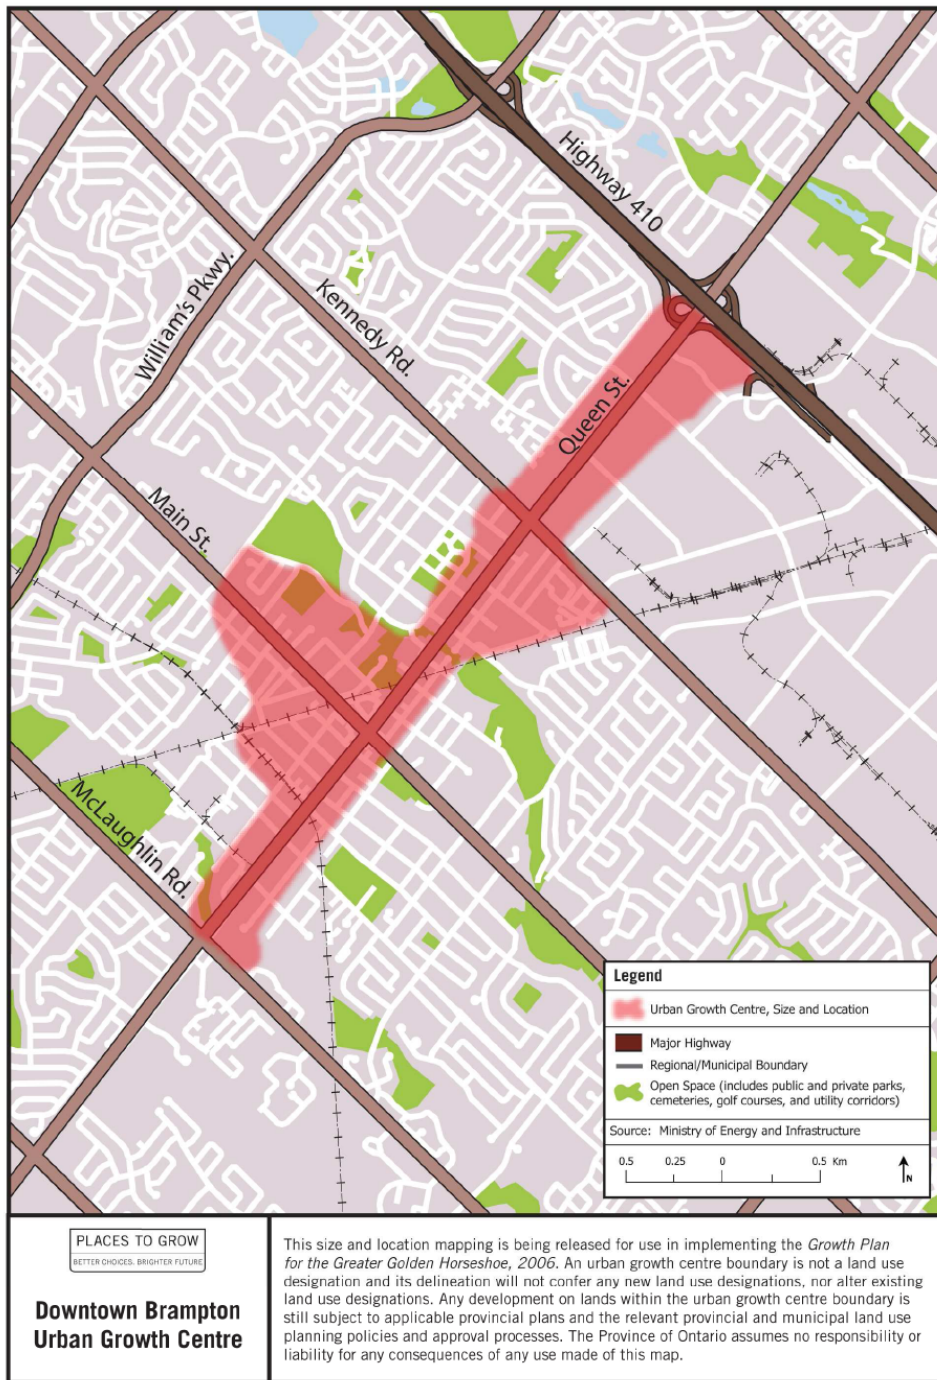 Highway 410
William's Pkwy.
Kennedy Rd.
Queen St.
Main St.
McLaughlin Rd.
Legend
Urban Growth Centre, Size and Location
Major Highway
Regional/Municipal Boundary
Open Space (includes public and private parks,
cemeteries, golf courses, and utility corridors)
Source: Ministry of Energy and Infrastructure
0.5 0.25 0 0.5 Km
N
PLACES TO GROW
BETTER CHOICES. BRIGHTER FUTURE.
Downtown Brampton
Urban Growth Centre
This size and location mapping is being released for use in implementing the Growth Plan
for the Greater Golden Horseshoe, 2006. An urban growth centre boundary is not a land use
designation and its delineation will not confer any new land use designations, nor alter existing
land use designations. Any development on lands within the urban growth centre boundary is
still subject to applicable provincial plans and the relevant provincial and municipal land use
planning policies and approval processes. The Province of Ontario assumes no responsibility or
liability for any consequences of any use made of this map.